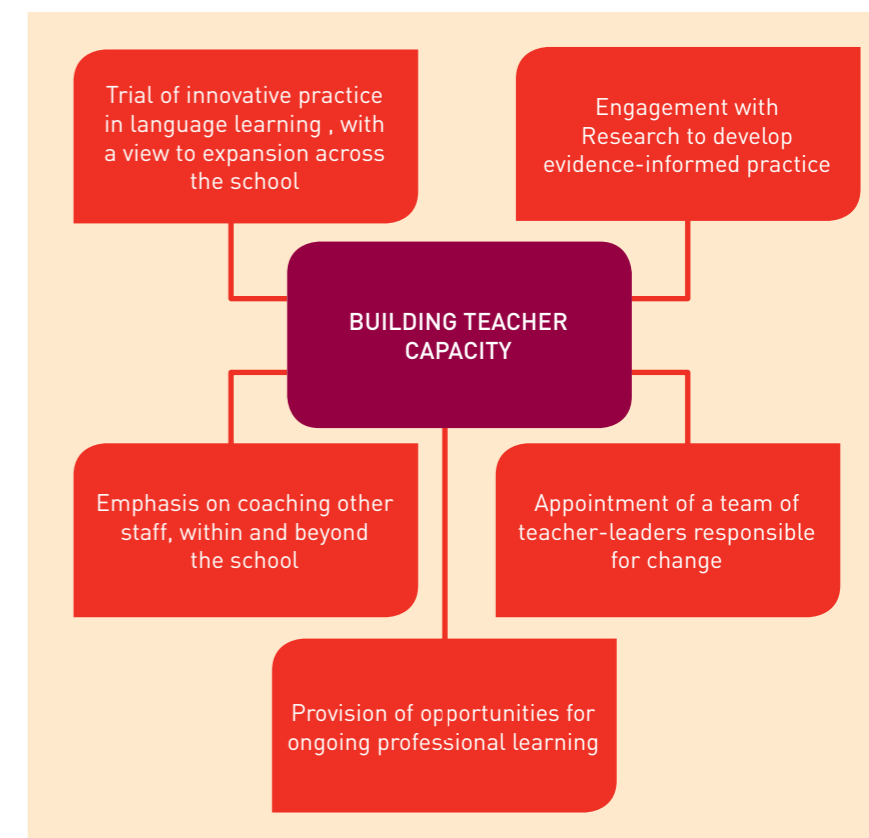 Trial of innovative practice
in language learning , with
a view to expansion across
the school
Engagement with
Research to develop
evidence-informed practice
BUILDING TEACHER
CAPACITY
Emphasis on coaching other
staff, within and beyond
the school
Appointment of a team of
teacher-leaders responsible
for change
Provision of opportunities for
ongoing professional learning